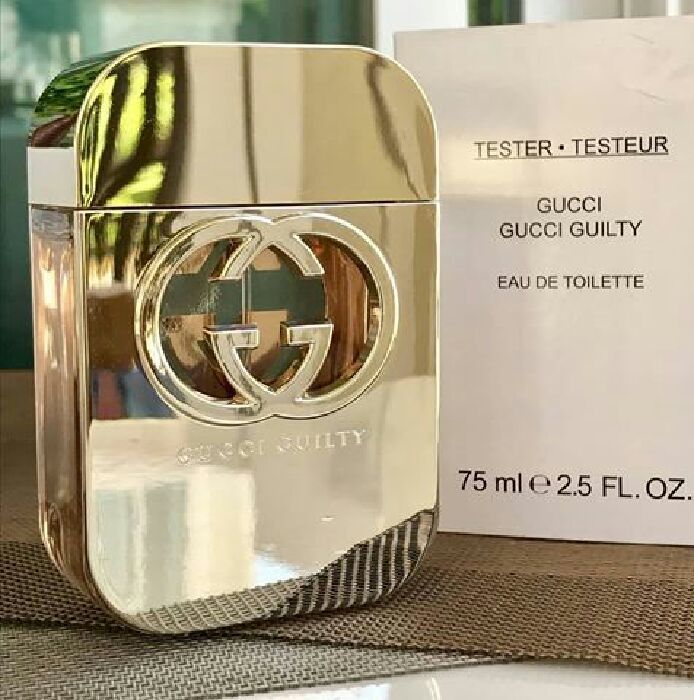 GUCCI GUILTY
TESTER • TESTEUR
GUCCI
GUCCI GUILTY
EAU DE TOILETTE
75 ml ℮ 2.5 FL. OZ.